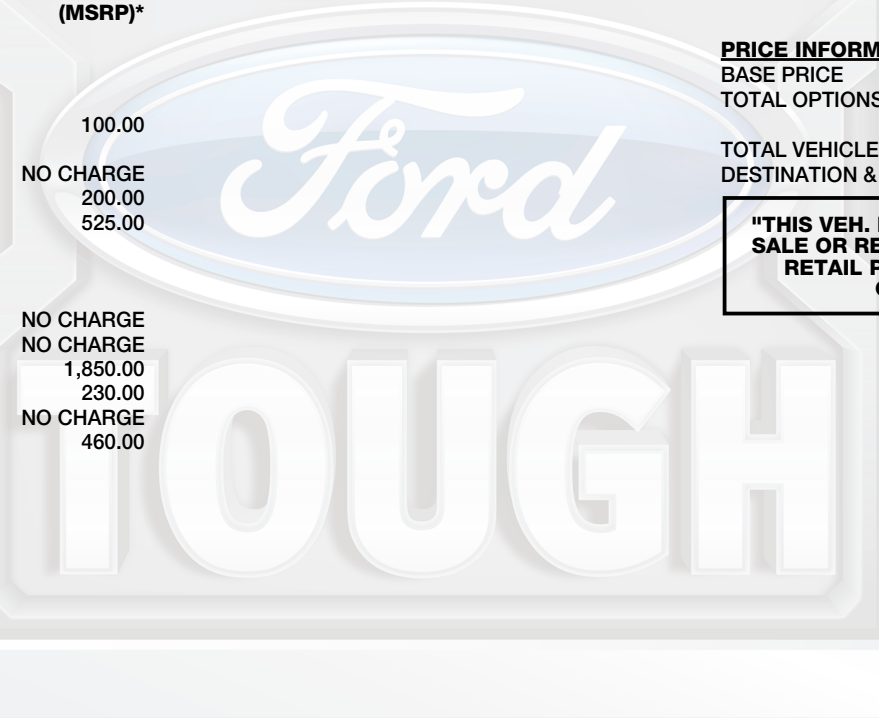 (MSRP)*
100.00
NO CHARGE
200.00
525.00
NO CHARGE
NO CHARGE
1,850.00
230.00
NO CHARGE
460.00
PRICE INFORM
BASE PRICE
TOTAL OPTIONS
TOTAL VEHICLE
DESTINATION &
"THIS VEH.
SALE OR RE
RETAIL P
Ford
TOUGH